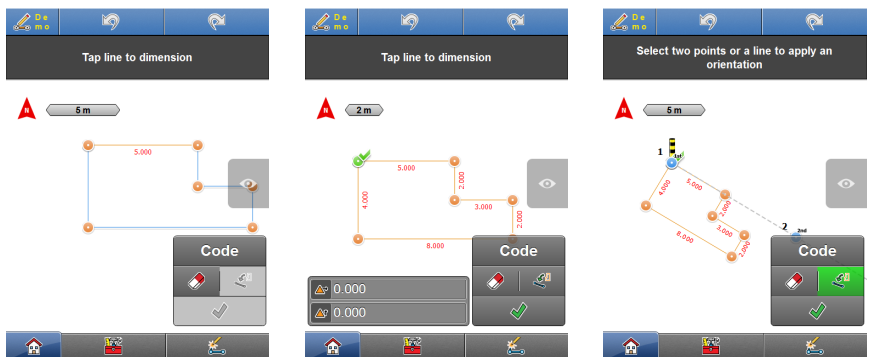 De
mo
Tap line to dimension
N
5 m
5.000
Code
De
mo
Tap line to dimension
N
2 m
5.000
2.000
4.000
3.000
2.000
8.000
Code
0.000
0.000
De
mo
Select two points or a line to apply an
orientation
N
5 m
1
1st
5.000
4.000
2.000
3.000
2
2nd
8.000
2.000
Code